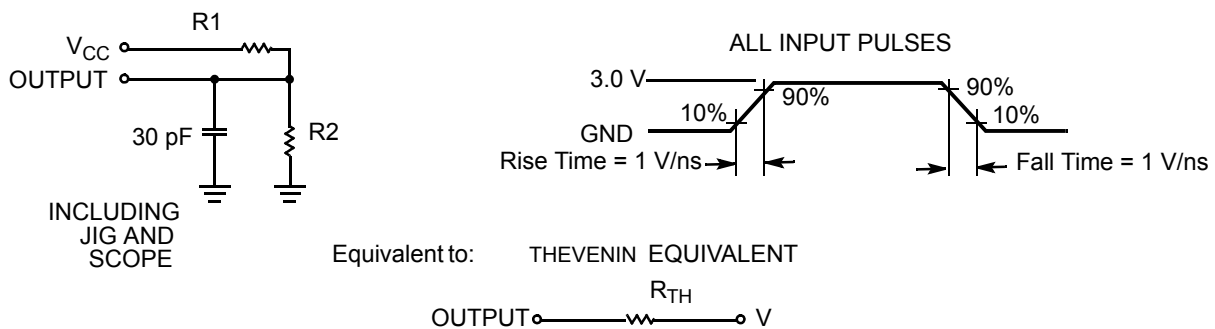 R1
VCC
OUTPUT
30 pF
R2
INCLUDING
JIG AND
SCOPE
ALL INPUT PULSES
3.0 V
10%
90%
90%
10%
GND
Rise Time = 1 V/ns
Fall Time = 1 V/ns
Equivalent to: THEVENIN EQUIVALENT
RTH
OUTPUT
V